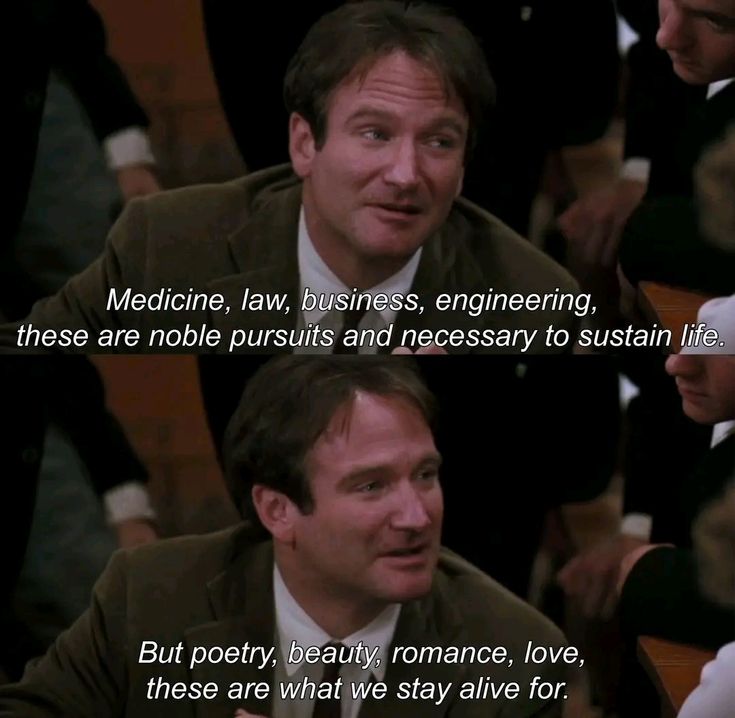 Medicine, law, business, engineering,
these are noble pursuits and necessary to sustain life.
But poetry, beauty, romance, love,
these are what we stay alive for.